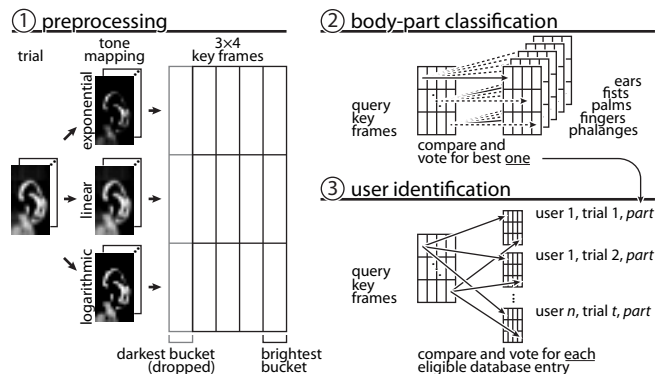 ① preprocessing
trial
tone
mapping
3×4
key frames
exponential
linear
logarithmic
darkest bucket
(dropped)
brightest
bucket
② body-part classification
query
key
frames
ears
fists
palms
fingers
phalanges
compare and
vote for best one
③ user identification
query
key
frames
user 1, trial 1, part
user 1, trial 2, part
...
user n, trial t, part
compare and vote for each
eligible database entry